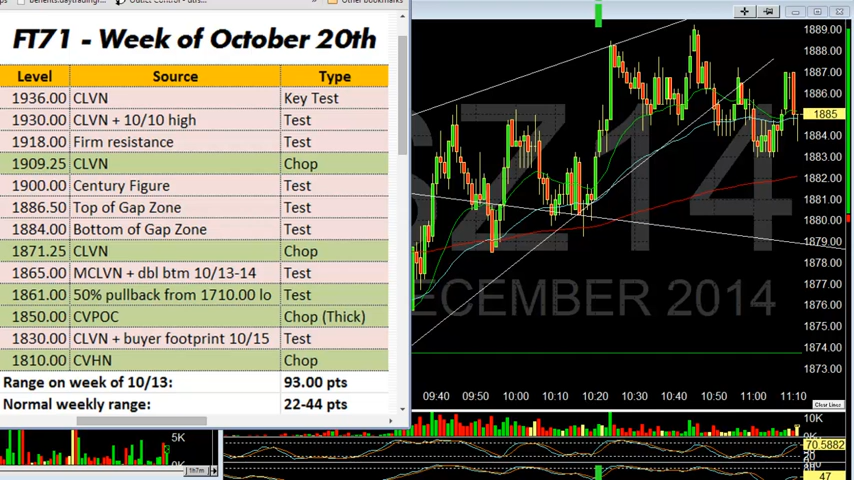 FT71 - Week of October 20th
Level Source Type
1936.00 CLVN Key Test
1930.00 CLVN + 10/10 high Test
1918.00 Firm resistance Test
1909.25 CLVN Chop
1900.00 Century Figure Test
1886.50 Top of Gap Zone Test
1884.00 Bottom of Gap Zone Test
1871.25 CLVN Chop
1865.00 MCLVN + dbl btm 10/13-14 Test
1861.00 50% pullback from 1710.00 lo Test
1850.00 CVPOC Chop (Thick)
1830.00 CLVN + buyer footprint 10/15 Test
1810.00 CVHN Chop
Range on week of 10/13: 93.00 pts
Normal weekly range: 22-44 pts
1889.00
1888.00
1887.00
1886.00
1885
1884.00
1883.00
1882.00
1881.00
1880.00
1879.00
1878.00
1877.00
1876.00
1875.00
1874.00
1873.00
SZ14
ECEMBER 2014
09:40 09:50 10:00 10:10 10:20 10:30 10:40 10:50 11:00 11:10
Clear Lines
10K
5K
70.5882
47
1h7m